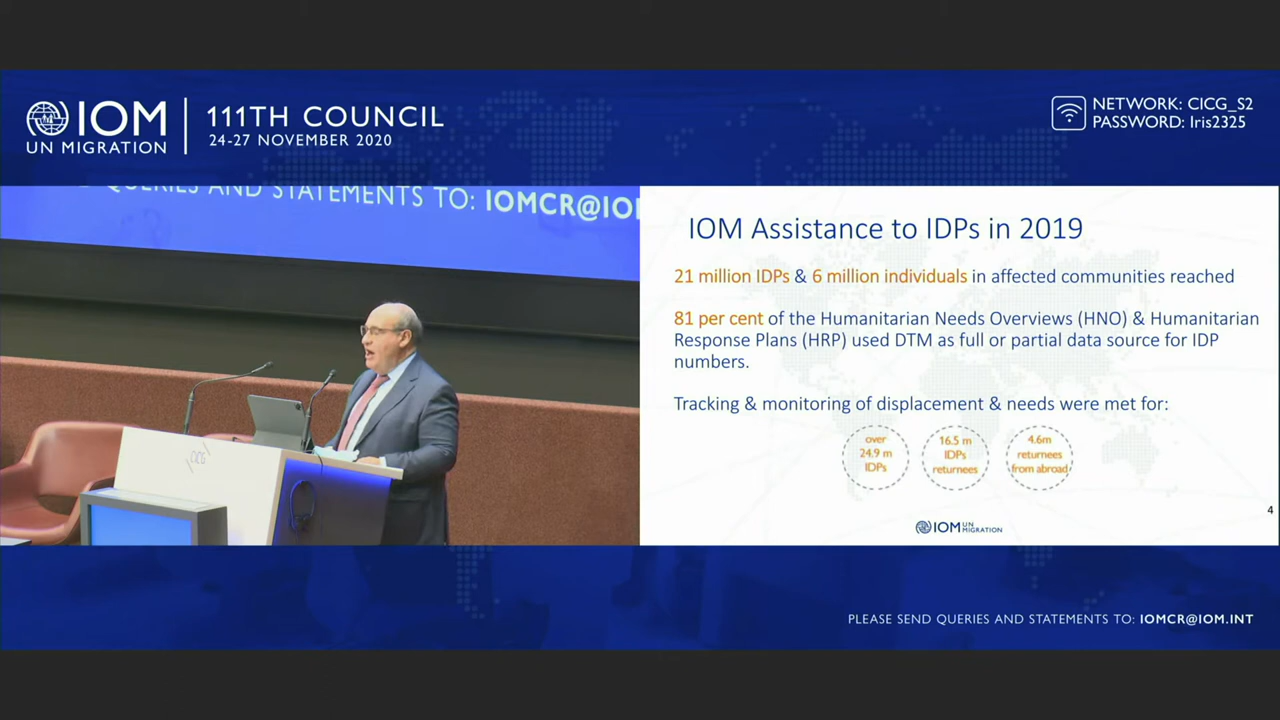 IOM
UN MIGRATION
111TH COUNCIL
24-27 NOVEMBER 2020
NETWORK: CICG_S2
PASSWORD: Iris2325
QUERIES AND STATEMENTS TO: IOMCR@IO
CICG
IOM Assistance to IDPs in 2019
21 million IDPs & 6 million individuals in affected communities reached
81 per cent of the Humanitarian Needs Overviews (HNO) & Humanitarian
Response Plans (HRP) used DTM as full or partial data source for IDP
numbers.
Tracking & monitoring of displacement & needs were met for:
over
24.9 m
IDPs
16.5 m
IDPs
returnees
4.6m
returnees
from abroad
4
IOM UN MIGRATION
PLEASE SEND QUERIES AND STATEMENTS TO: IOMCR@IOM.INT